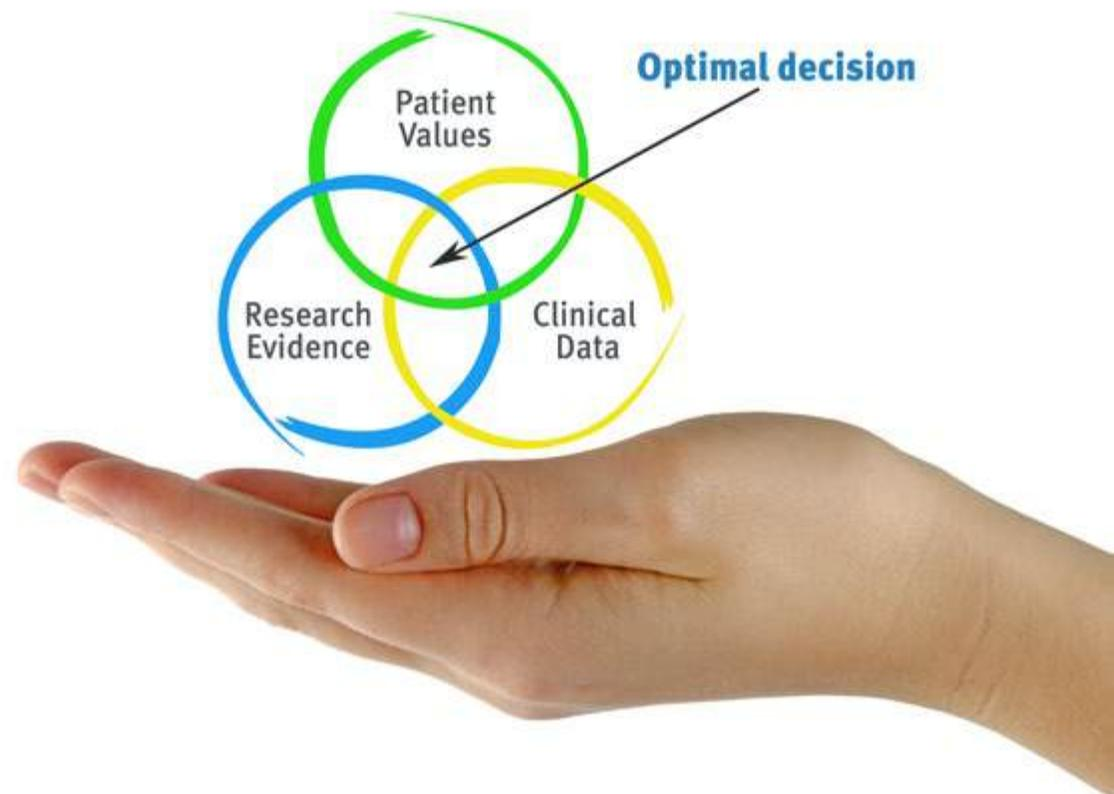 Optimal decision
Patient
Values
Research
Evidence
Clinical
Data